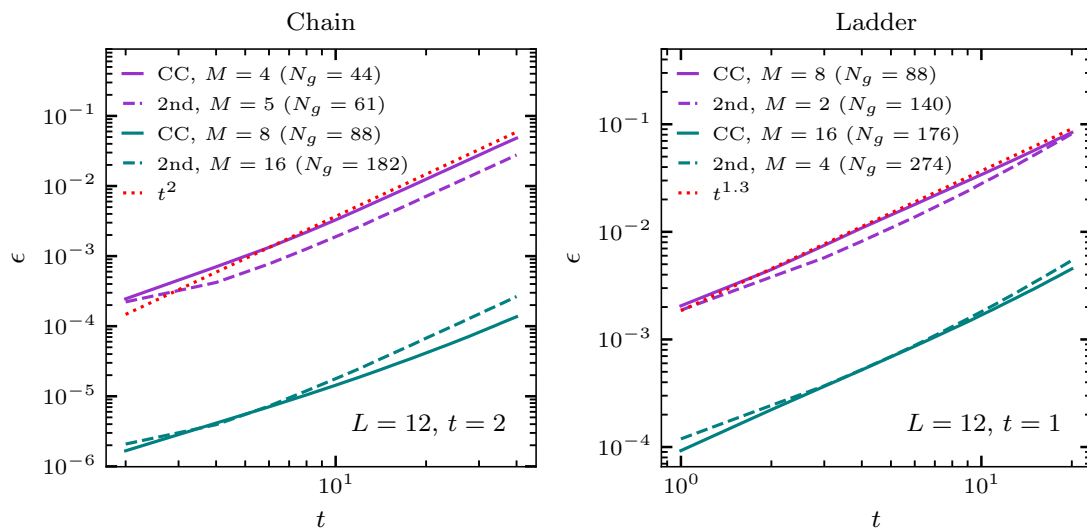 Chain
CC, M = 4 (N_g = 44)
2nd, M = 5 (N_g = 61)
CC, M = 8 (N_g = 88)
2nd, M = 16 (N_g = 182)
t^2
10^{-1}
10^{-2}
10^{-3}
10^{-4}
10^{-5}
10^{-6}
ϵ
L = 12, t = 2
10^1
t
Ladder
CC, M = 8 (N_g = 88)
2nd, M = 2 (N_g = 140)
CC, M = 16 (N_g = 176)
2nd, M = 4 (N_g = 274)
t^{1.3}
10^{-1}
10^{-2}
10^{-3}
10^{-4}
ϵ
L = 12, t = 1
10^0
10^1
t